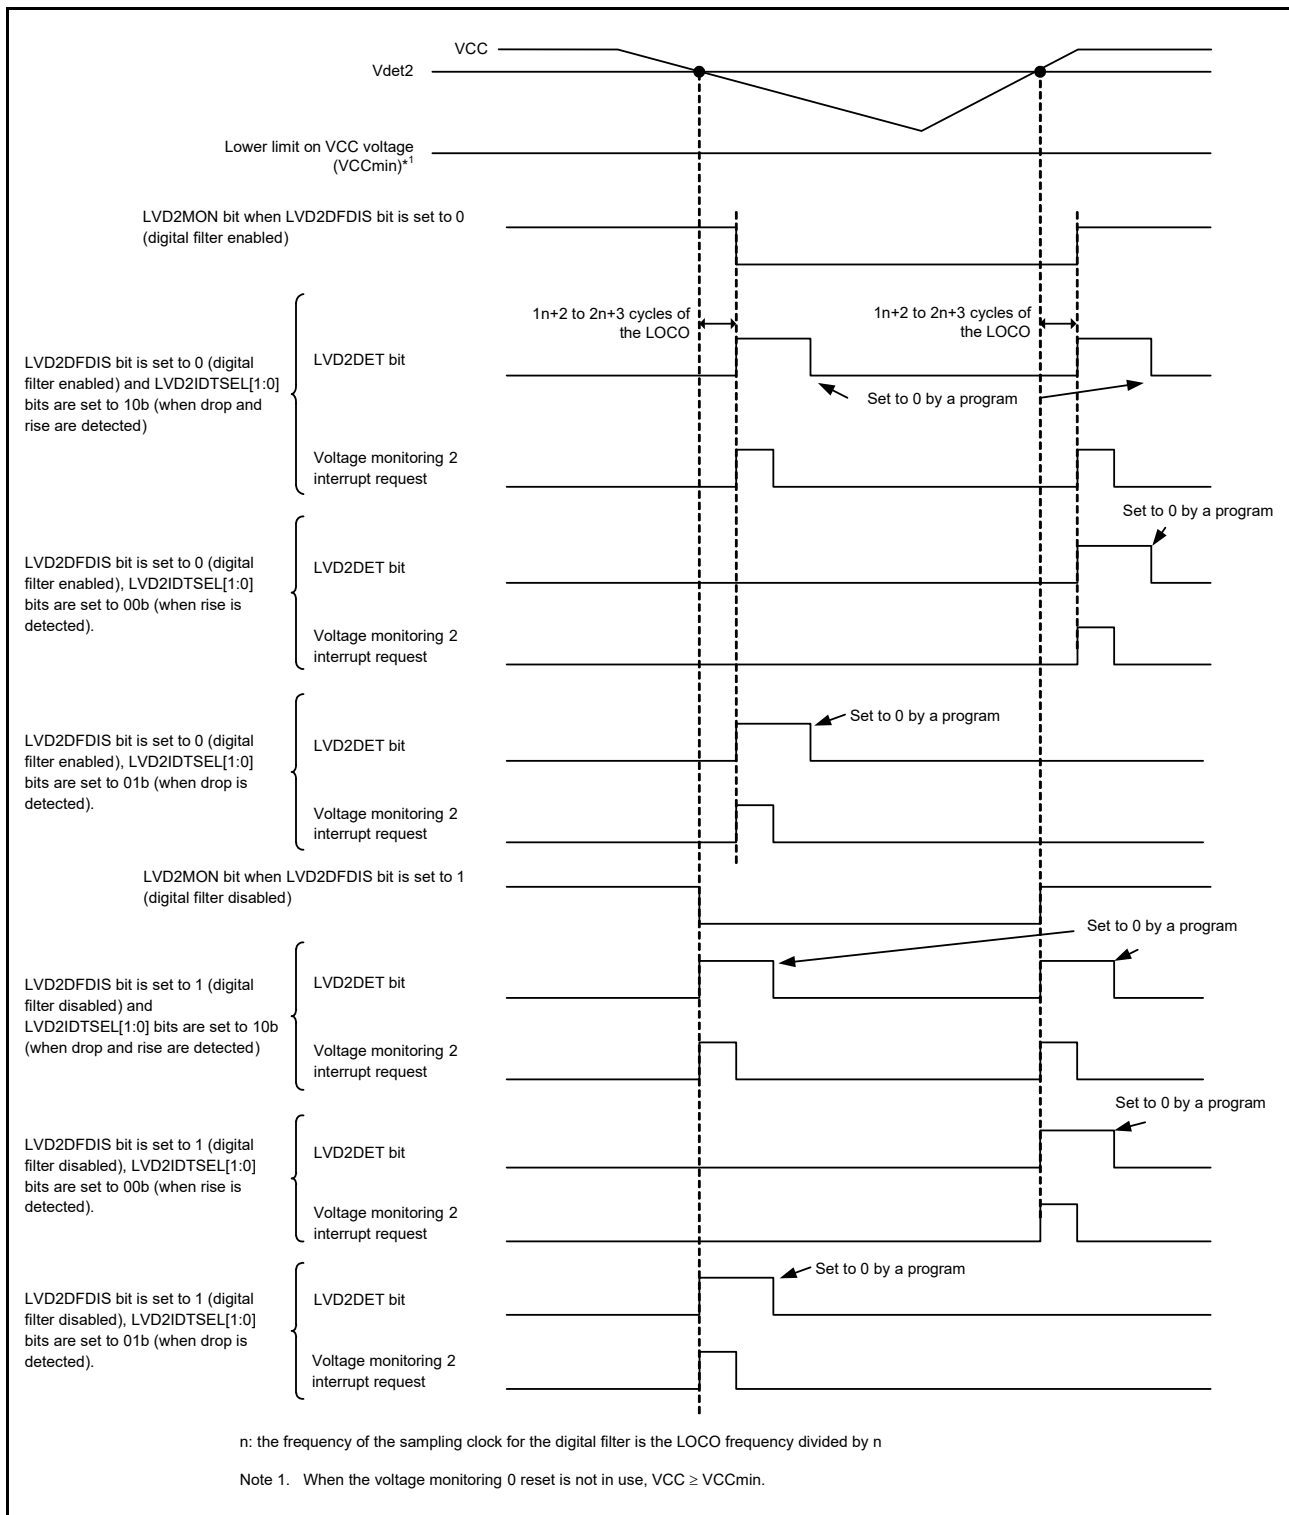 VCC
Vdet2
Lower limit on VCC voltage
(VCCmin)*1
LVD2MON bit when LVD2DFDIS bit is set to 0
(digital filter enabled)
1n+2 to 2n+3 cycles of
the LOCO
1n+2 to 2n+3 cycles of
the LOCO
LVD2DFDIS bit is set to 0 (digital
filter enabled) and LVD2IDTSEL[1:0]
bits are set to 10b (when drop and
rise are detected)
LVD2DET bit
Set to 0 by a program
Voltage monitoring 2
interrupt request
Set to 0 by a program
LVD2DFDIS bit is set to 0 (digital
filter enabled), LVD2IDTSEL[1:0]
bits are set to 00b (when rise is
detected).
LVD2DET bit
Voltage monitoring 2
interrupt request
Set to 0 by a program
LVD2DFDIS bit is set to 0 (digital
filter enabled), LVD2IDTSEL[1:0]
bits are set to 01b (when drop is
detected).
LVD2DET bit
Voltage monitoring 2
interrupt request
LVD2MON bit when LVD2DFDIS bit is set to 1
(digital filter disabled)
Set to 0 by a program
LVD2DFDIS bit is set to 1 (digital
filter disabled) and
LVD2IDTSEL[1:0] bits are set to 10b
(when drop and rise are detected)
LVD2DET bit
Voltage monitoring 2
interrupt request
Set to 0 by a program
LVD2DFDIS bit is set to 1 (digital
filter disabled), LVD2IDTSEL[1:0]
bits are set to 00b (when rise is
detected).
LVD2DET bit
Voltage monitoring 2
interrupt request
Set to 0 by a program
LVD2DFDIS bit is set to 1 (digital
filter disabled), LVD2IDTSEL[1:0]
bits are set to 01b (when drop is
detected).
LVD2DET bit
Voltage monitoring 2
interrupt request
n: the frequency of the sampling clock for the digital filter is the LOCO frequency divided by n
Note 1. When the voltage monitoring 0 reset is not in use, VCC ≥ VCCmin.